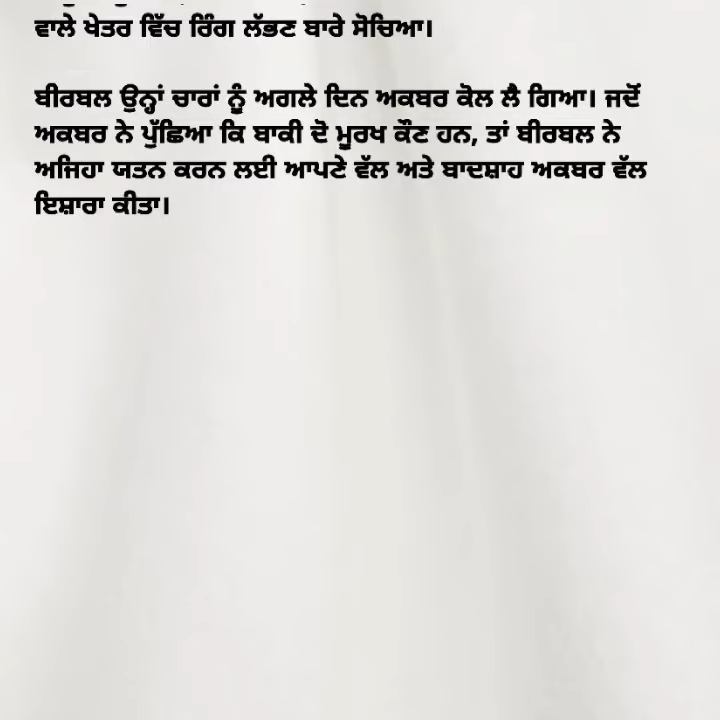 ਵਾਲੇ ਖੇਤਰ ਵਿੱਚ ਰਿੰਗ ਲੱਭਣ ਬਾਰੇ ਸੋਚਿਆ।
ਬੀਰਬਲ ਉਨ੍ਹਾਂ ਚਾਰਾਂ ਨੂੰ ਅਗਲੇ ਦਿਨ ਅਕਬਰ ਕੋਲ ਲੈ ਗਿਆ। ਜਦੋਂ
ਅਕਬਰ ਨੇ ਪੁੱਛਿਆ ਕਿ ਬਾਕੀ ਦੋ ਮੂਰਖ ਕੌਣ ਹਨ, ਤਾਂ ਬੀਰਬਲ ਨੇ
ਅਜਿਹਾ ਯਤਨ ਕਰਨ ਲਈ ਆਪਣੇ ਵੱਲ ਅਤੇ ਬਾਦਸ਼ਾਹ ਅਕਬਰ ਵੱਲ
ਇਸ਼ਾਰਾ ਕੀਤਾ।